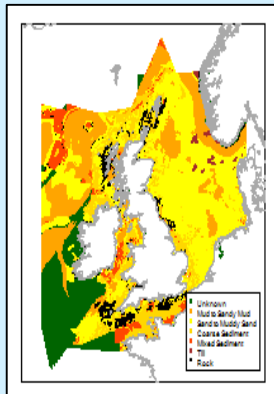 Unknown
Mud to Sandy Mud
Sand to Muddy Sand
Coarse Sediment
Mixed Sediment
Till
Rock